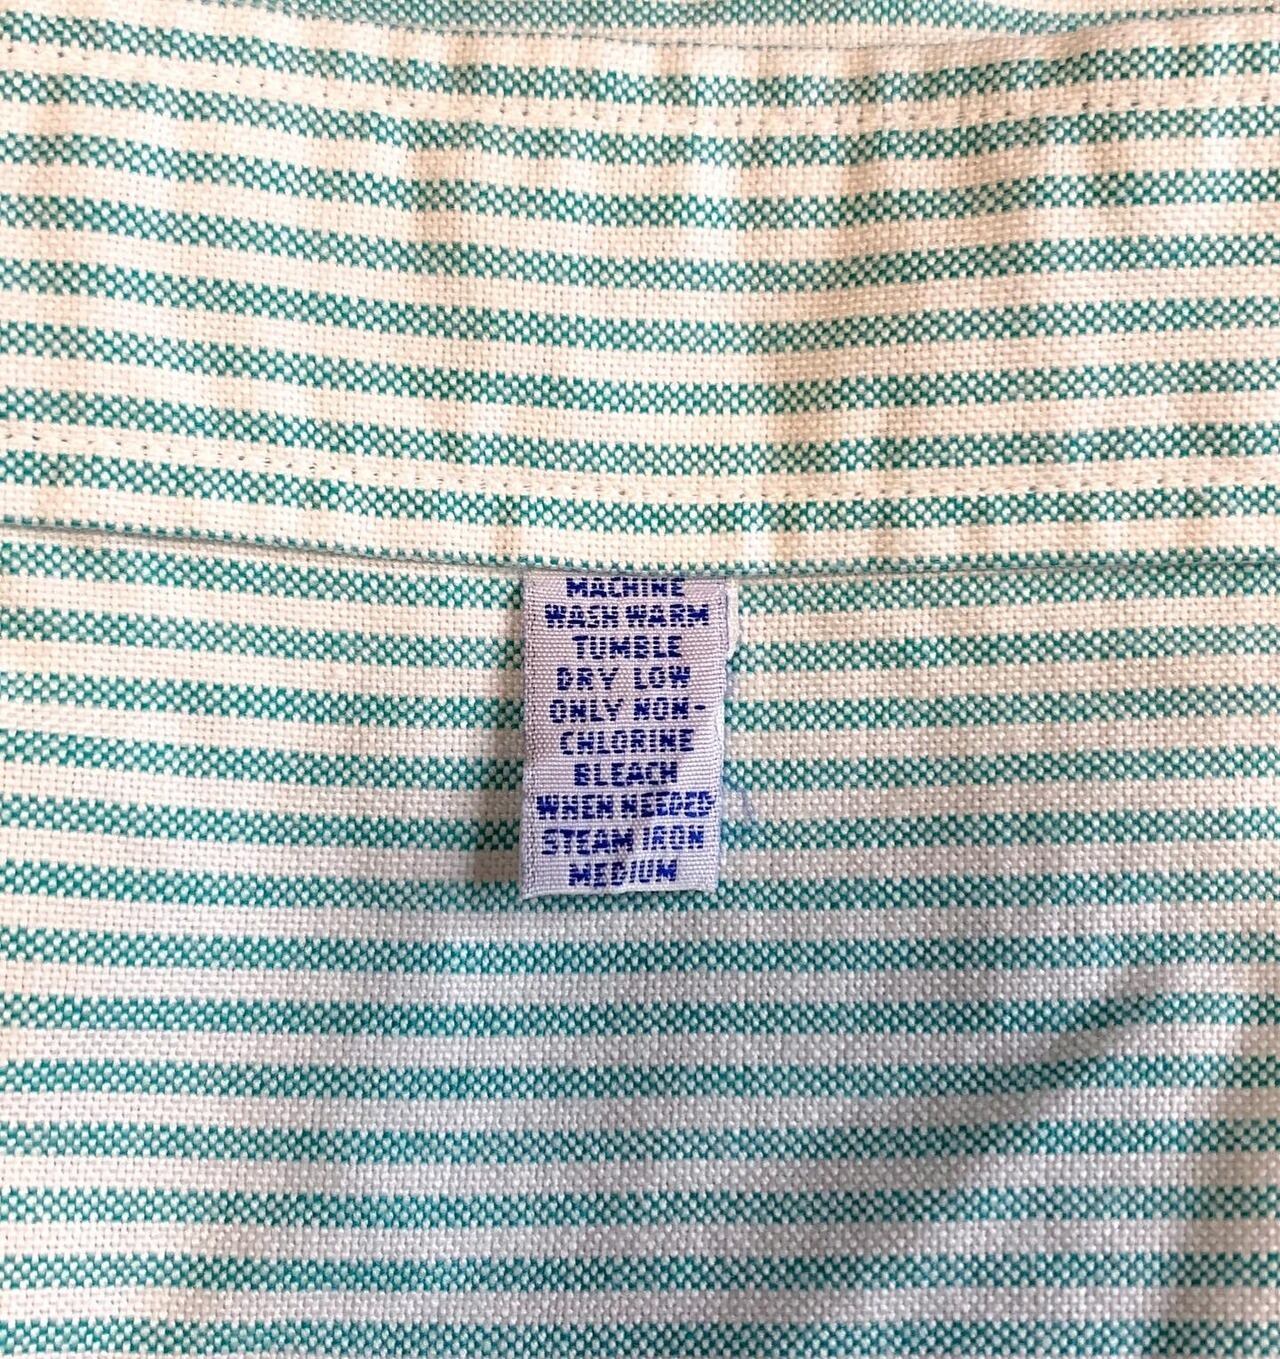 MACHINE
WASH WARM
TUMBLE
DRY LOW
ONLY NON-
CHLORINE
BLEACH
WHEN NEEDED
STEAM IRON
MEDIUM